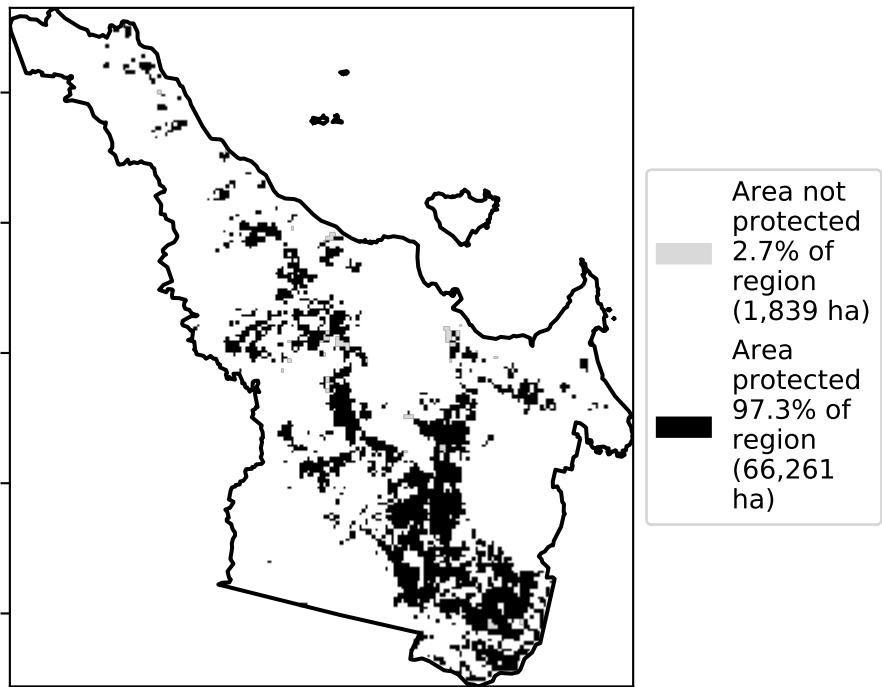 Area not
protected
2.7% of
region
(1,839 ha)
Area
protected
97.3% of
region
(66,261
ha)